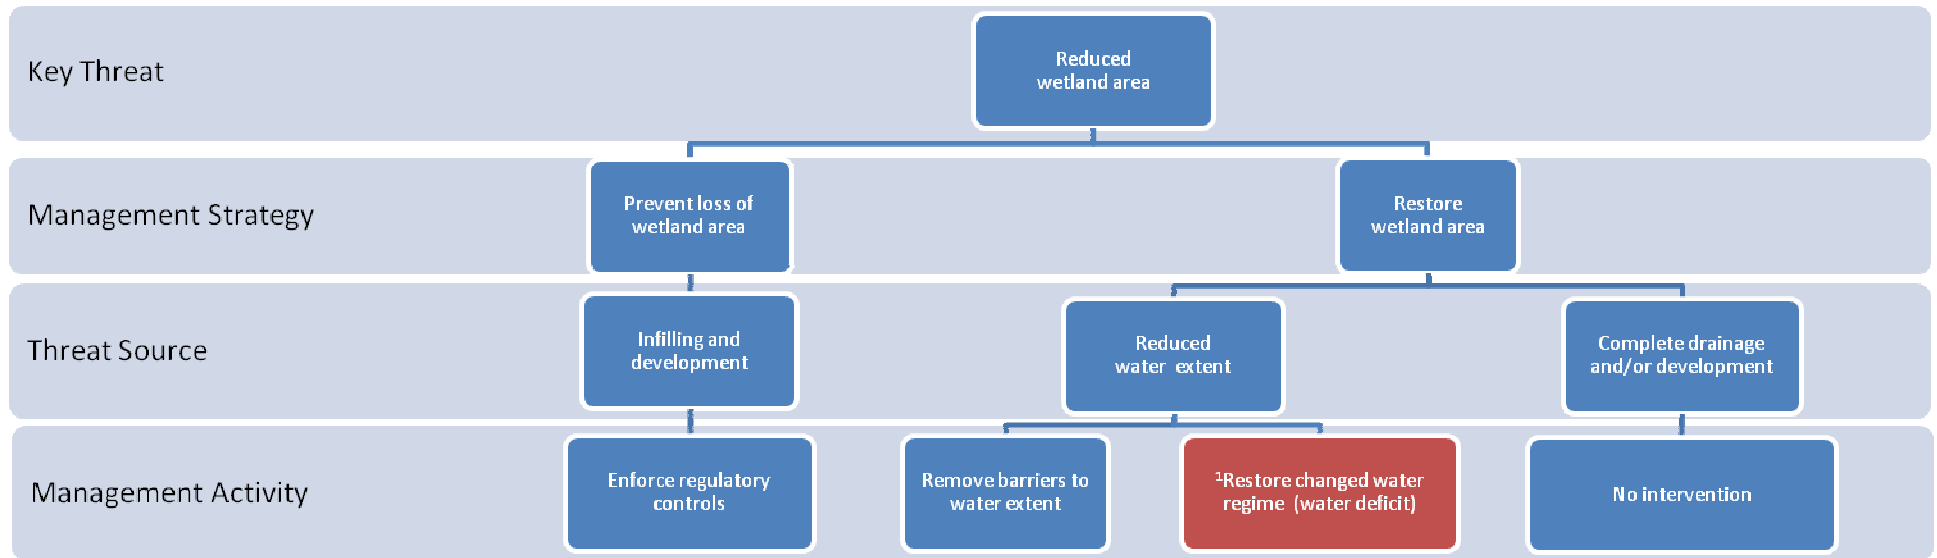 Key Threat
Reduced
wetland area
Management Strategy
Prevent loss of
wetland area
Restore
wetland area
Threat Source
Infilling and
development
Reduced
water extent
Complete drainage
and/or development
Management Activity
Enforce regulatory
controls
Remove barriers to
water extent
¹Restore changed water
regime (water deficit)
No intervention